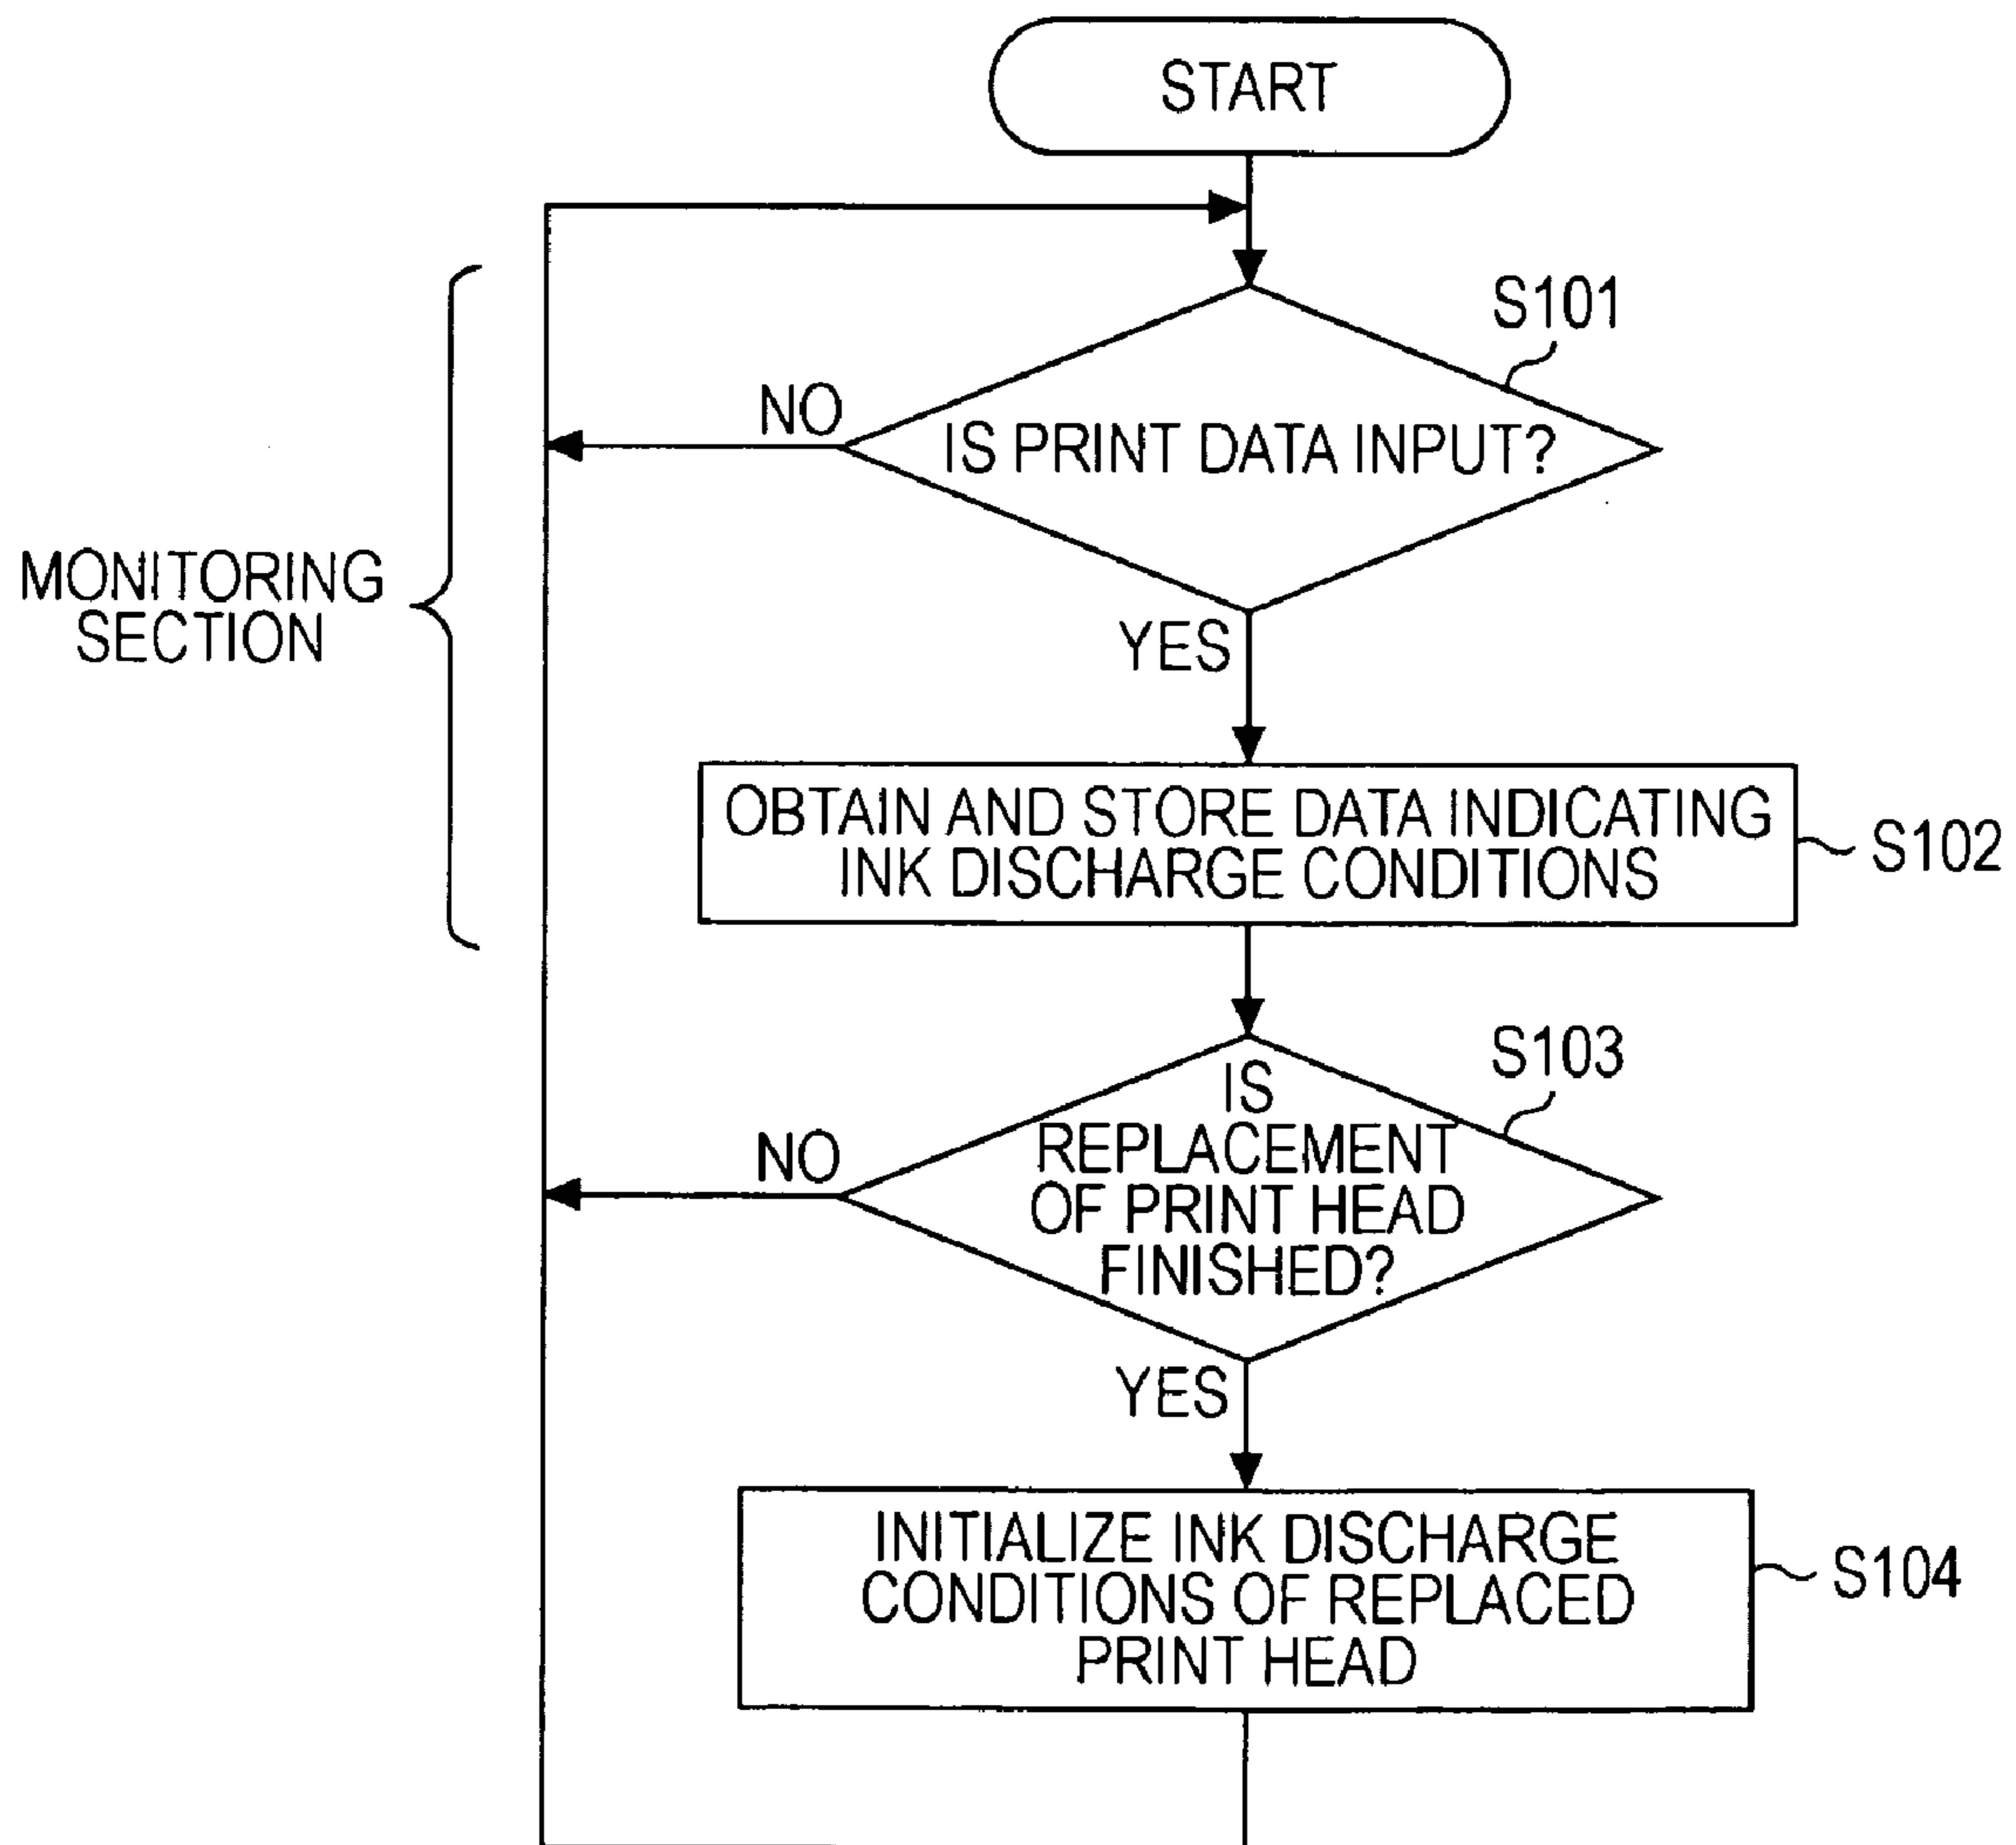 START
S101
NO
IS PRINT DATA INPUT?
MONITORING
SECTION
YES
OBTAIN AND STORE DATA INDICATING
INK DISCHARGE CONDITIONS
S102
S103
IS
REPLACEMENT
OF PRINT HEAD
FINISHED?
NO
YES
INITIALIZE INK DISCHARGE
CONDITIONS OF REPLACED
PRINT HEAD
S104